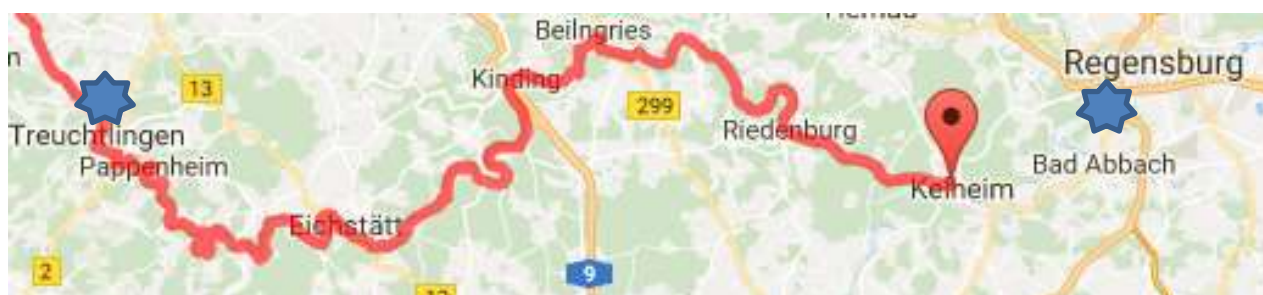 Beilngries
Regensburg
Kinding
13
299
Treuchtlingen
Riedenburg
Pappenheim
Bad Abbach
Kelheim
Eichstätt
2
9